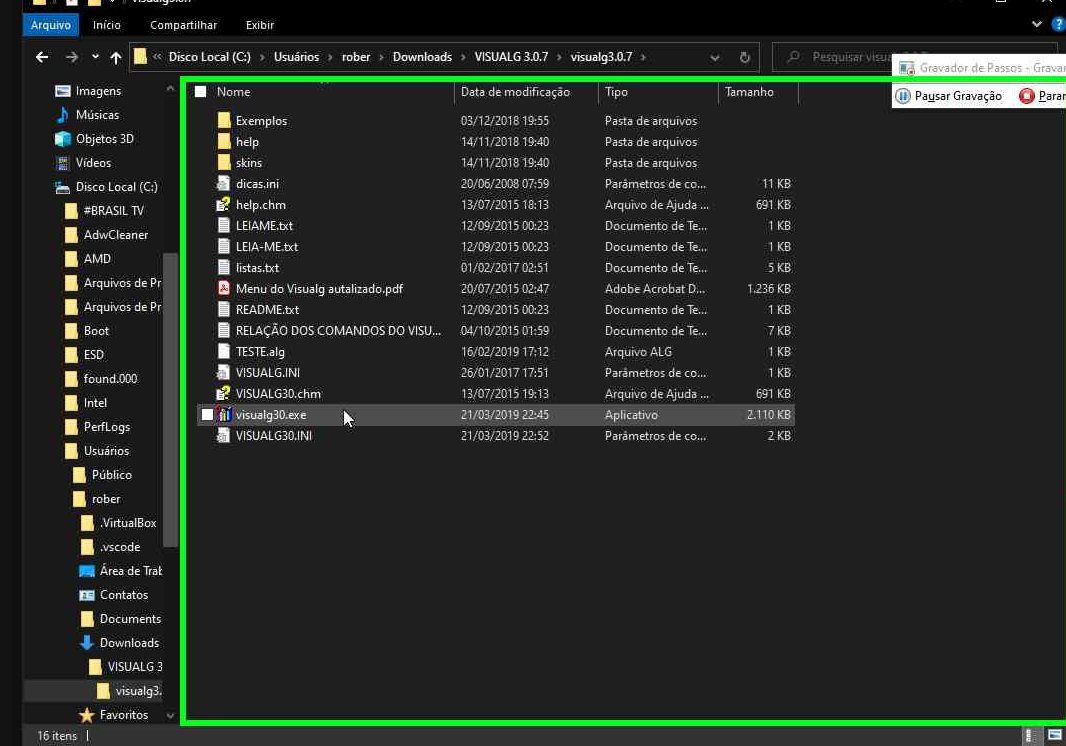 Arquivo Início Compartilhar Exibir
« Disco Local (C:) › Usuários › rober › Downloads › VISUALG 3.0.7 › visualg3.0.7 ›
Gravador de Passos - Gravar
Pausar Gravação Parar
Nome Data de modificação Tipo Tamanho
Exemplos 03/12/2018 19:55 Pasta de arquivos
help 14/11/2018 19:40 Pasta de arquivos
skins 14/11/2018 19:40 Pasta de arquivos
dicas.ini 20/06/2008 07:59 Parâmetros de co... 11 KB
help.chm 13/07/2015 18:13 Arquivo de Ajuda ... 691 KB
LEIAME.txt 12/09/2015 00:23 Documento de Te... 1 KB
LEIA-ME.txt 12/09/2015 00:23 Documento de Te... 1 KB
listas.txt 01/02/2017 02:51 Documento de Te... 5 KB
Menu do Visualg autalizado.pdf 20/07/2015 02:47 Adobe Acrobat D... 1.236 KB
README.txt 12/09/2015 00:23 Documento de Te... 1 KB
RELAÇÃO DOS COMANDOS DO VISU... 04/10/2015 01:59 Documento de Te... 7 KB
TESTE.alg 16/02/2019 17:12 Arquivo ALG 1 KB
VISUALG.INI 26/01/2017 17:51 Parâmetros de co... 1 KB
VISUALG30.chm 13/07/2015 19:13 Arquivo de Ajuda ... 691 KB
visualg30.exe 21/03/2019 22:45 Aplicativo 2.110 KB
VISUALG30.INI 21/03/2019 22:52 Parâmetros de co... 2 KB
Imagens
Músicas
Objetos 3D
Vídeos
Disco Local (C:)
#BRASIL TV
AdwCleaner
AMD
Arquivos de Pr
Arquivos de Pr
Boot
ESD
found.000
Intel
PerfLogs
Usuários
Público
rober
.VirtualBox
.vscode
Área de Trab
Contatos
Documents
Downloads
VISUALG 3
visualg3.
Favoritos
16 itens